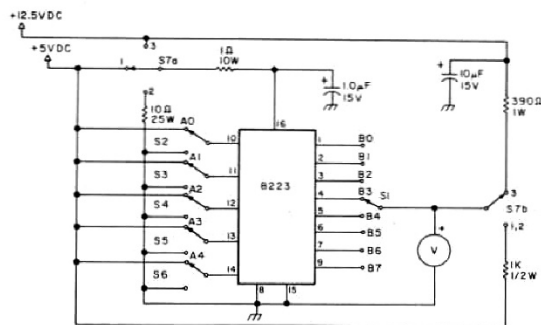 +12.5VDC
+5VDC
3
1
S7a
1Ω
10W
1.0µF
15V
10µF
15V
390Ω
1W
2
10Ω
25W
A0
10
16
1
B0
S2
A1
11
2
B1
S3
A2
12
8223
3
B2
S4
A3
13
4
B3
S1
5
B4
S5
A4
14
6
B5
7
B6
S6
9
B7
8
15
+
V
3
S7b
1,2
1K
1/2W